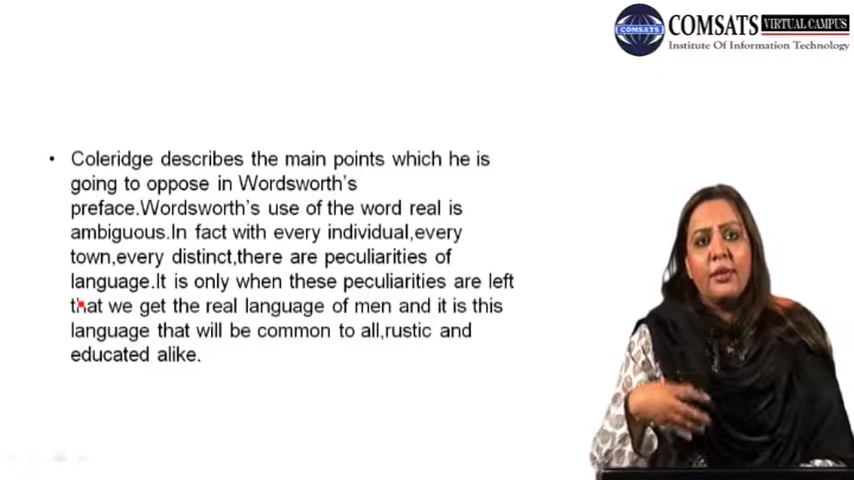 COMSATS VIRTUAL CAMPUS
COMSATS
Institute Of Information Technology
• Coleridge describes the main points which he is
going to oppose in Wordsworth's
preface.Wordsworth's use of the word real is
ambiguous.In fact with every individual,every
town,every distinct,there are peculiarities of
language.It is only when these peculiarities are left
that we get the real language of men and it is this
language that will be common to all,rustic and
educated alike.